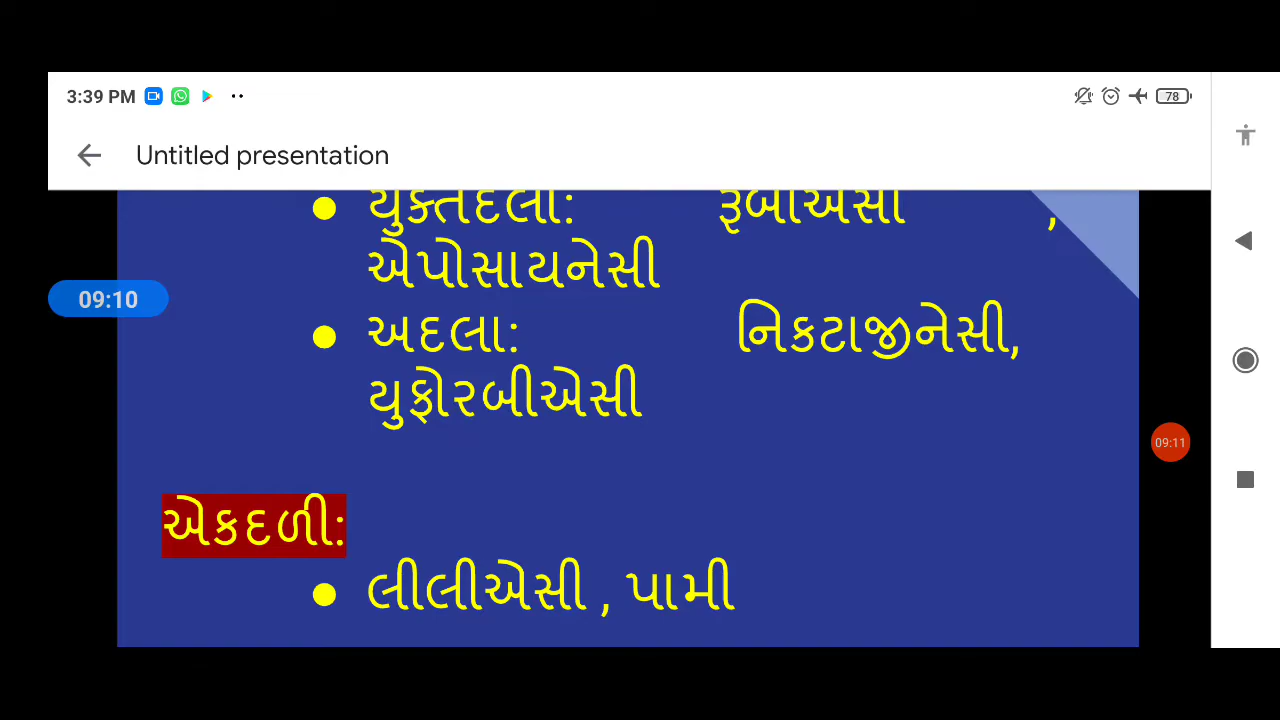 3:39 PM
78
Untitled presentation
યુક્તદલા: રૂબીએસી ,
એપોસાયનેસી
09:10
અદલા: નિકટાજીનેસી,
યુફોરબીએસી
09:11
એકદળી:
લીલીએસી , પામી